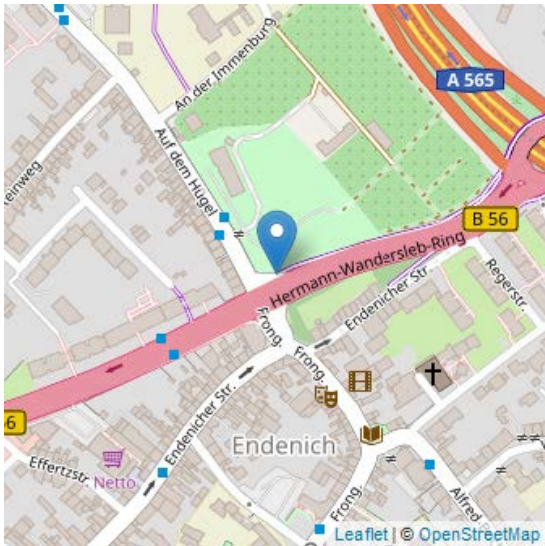 An der Immenburg
A 565
Auf dem Hügel
B 56
Hermann-Wandersleb-Ring
Regerstr.
Endenicher Str.
Frong.
Frong.
Endenicher Str.
Endenich
Effertzstr.
Netto
Frong.
Alfred
Leaflet | © OpenStreetMap